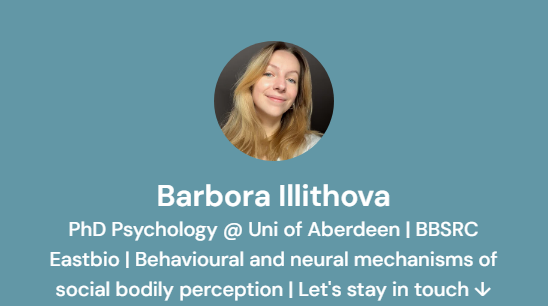 Barbora Illithova
PhD Psychology @ Uni of Aberdeen | BBSRC
Eastbio | Behavioural and neural mechanisms of
social bodily perception | Let's stay in touch ↓